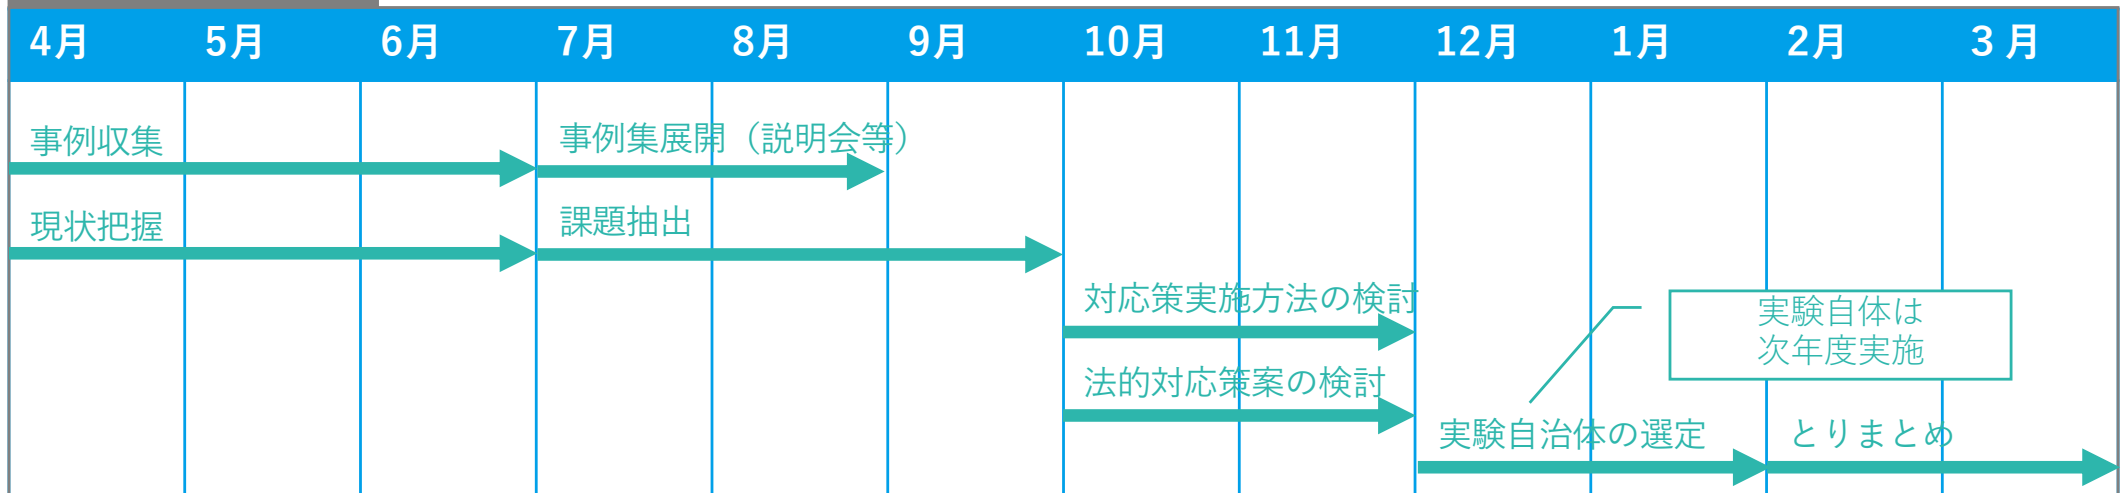 4月 5月 6月 7月 8月 9月 10月 11月 12月 1月 2月 3 月
事例収集 事例集展開（説明会等）
現状把握 課題抽出
対応策実施方法の検討
実験自体は
次年度実施
法的対応策案の検討
実験自治体の選定 とりまとめ